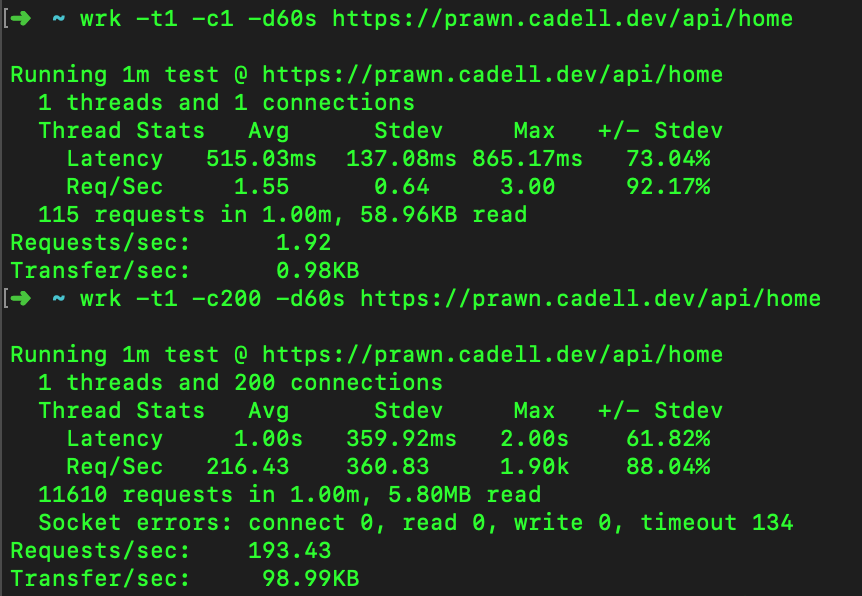 [➜  ~ wrk -t1 -c1 -d60s https://prawn.cadell.dev/api/home
Running 1m test @ https://prawn.cadell.dev/api/home
  1 threads and 1 connections
  Thread Stats   Avg      Stdev     Max   +/- Stdev
    Latency   515.03ms  137.08ms 865.17ms   73.04%
    Req/Sec     1.55      0.64     3.00     92.17%
  115 requests in 1.00m, 58.96KB read
Requests/sec:      1.92
Transfer/sec:      0.98KB
[➜  ~ wrk -t1 -c200 -d60s https://prawn.cadell.dev/api/home
Running 1m test @ https://prawn.cadell.dev/api/home
  1 threads and 200 connections
  Thread Stats   Avg      Stdev     Max   +/- Stdev
    Latency     1.00s   359.92ms   2.00s    61.82%
    Req/Sec   216.43    360.83     1.90k    88.04%
  11610 requests in 1.00m, 5.80MB read
  Socket errors: connect 0, read 0, write 0, timeout 134
Requests/sec:    193.43
Transfer/sec:     98.99KB